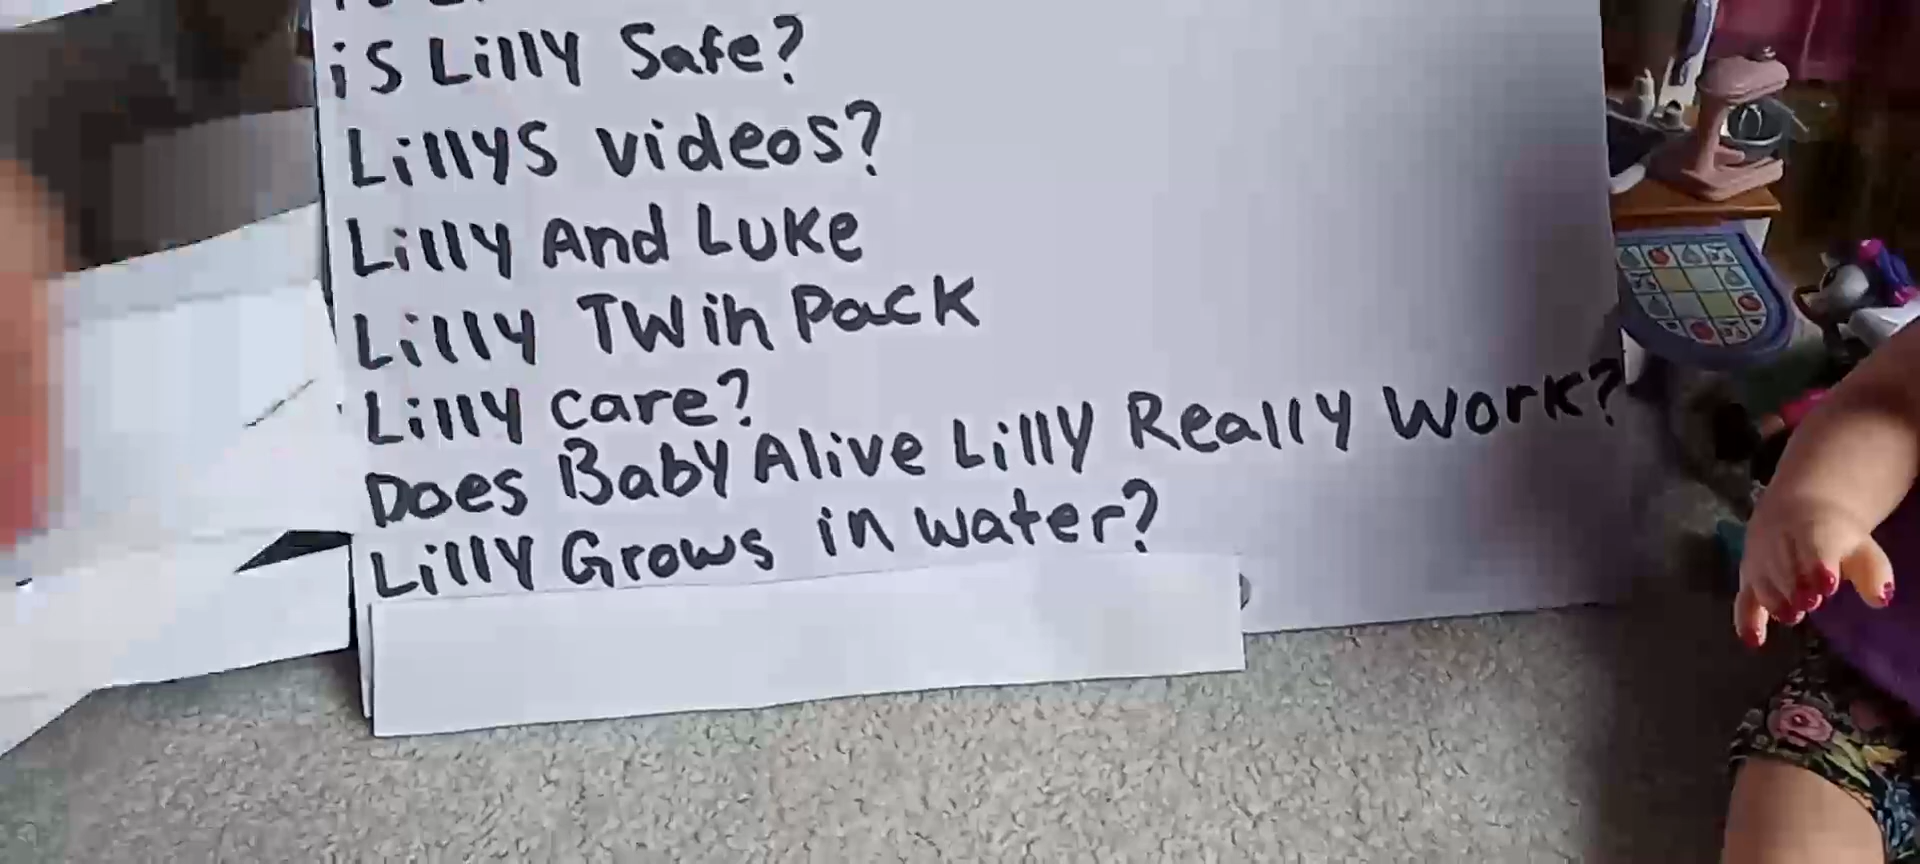 is Lilly Safe?
Lillys videos?
Lilly And Luke
Lilly Twin Pack
Lilly care?
Does Baby Alive Lilly Really Work?
Lilly Grows in water?